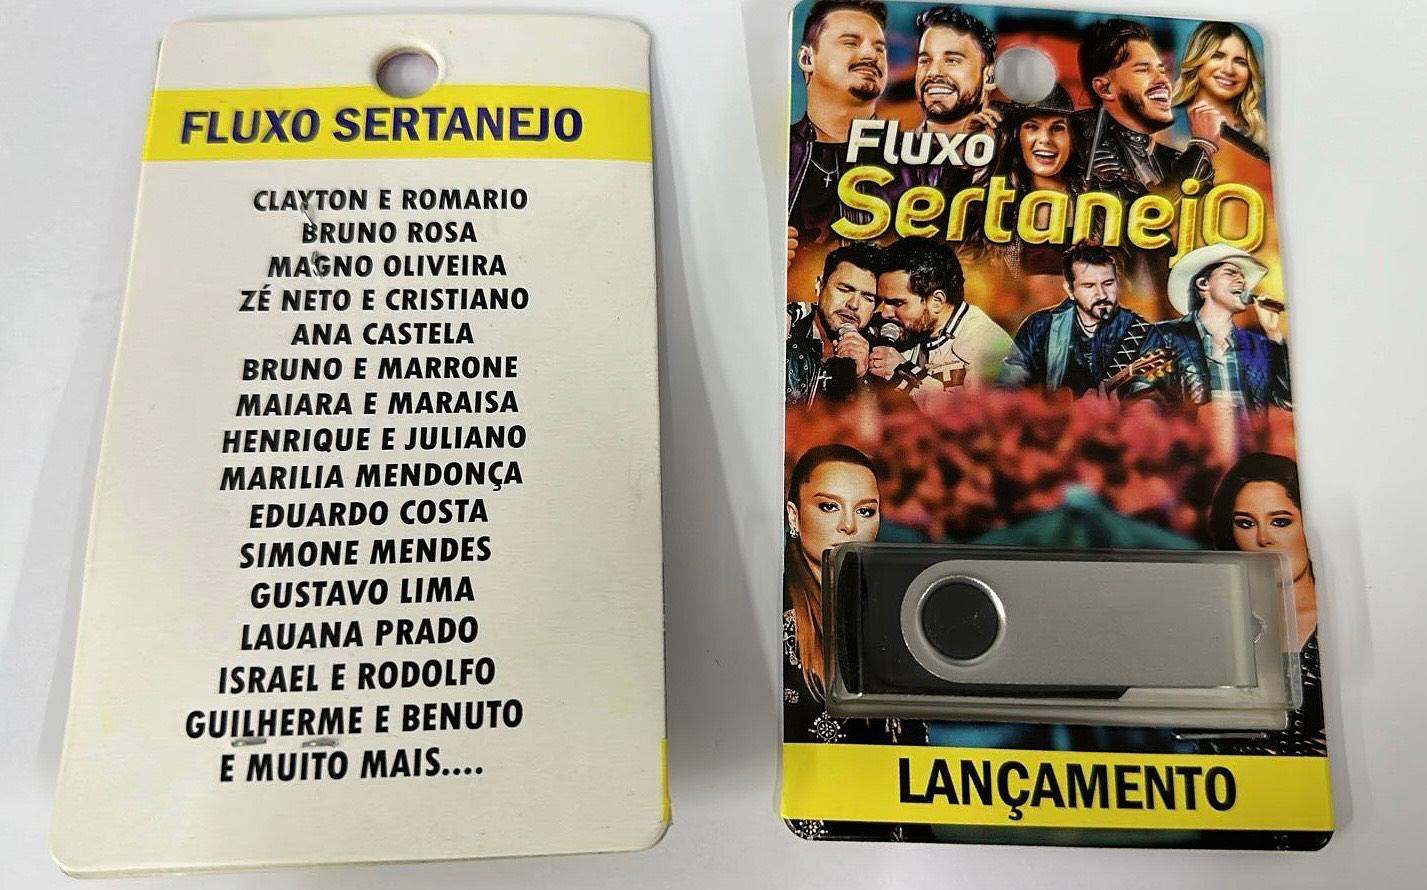 FLUXO SERTANEJO
CLAYTON E ROMARIO
BRUNO ROSA
MAGNO OLIVEIRA
ZÉ NETO E CRISTIANO
ANA CASTELA
BRUNO E MARRONE
MAIARA E MARAISA
HENRIQUE E JULIANO
MARILIA MENDONÇA
EDUARDO COSTA
SIMONE MENDES
GUSTAVO LIMA
LAUANA PRADO
ISRAEL E RODOLFO
GUILHERME E BENUTO
E MUITO MAIS....
Fluxo
Sertanejo
LANÇAMENTO